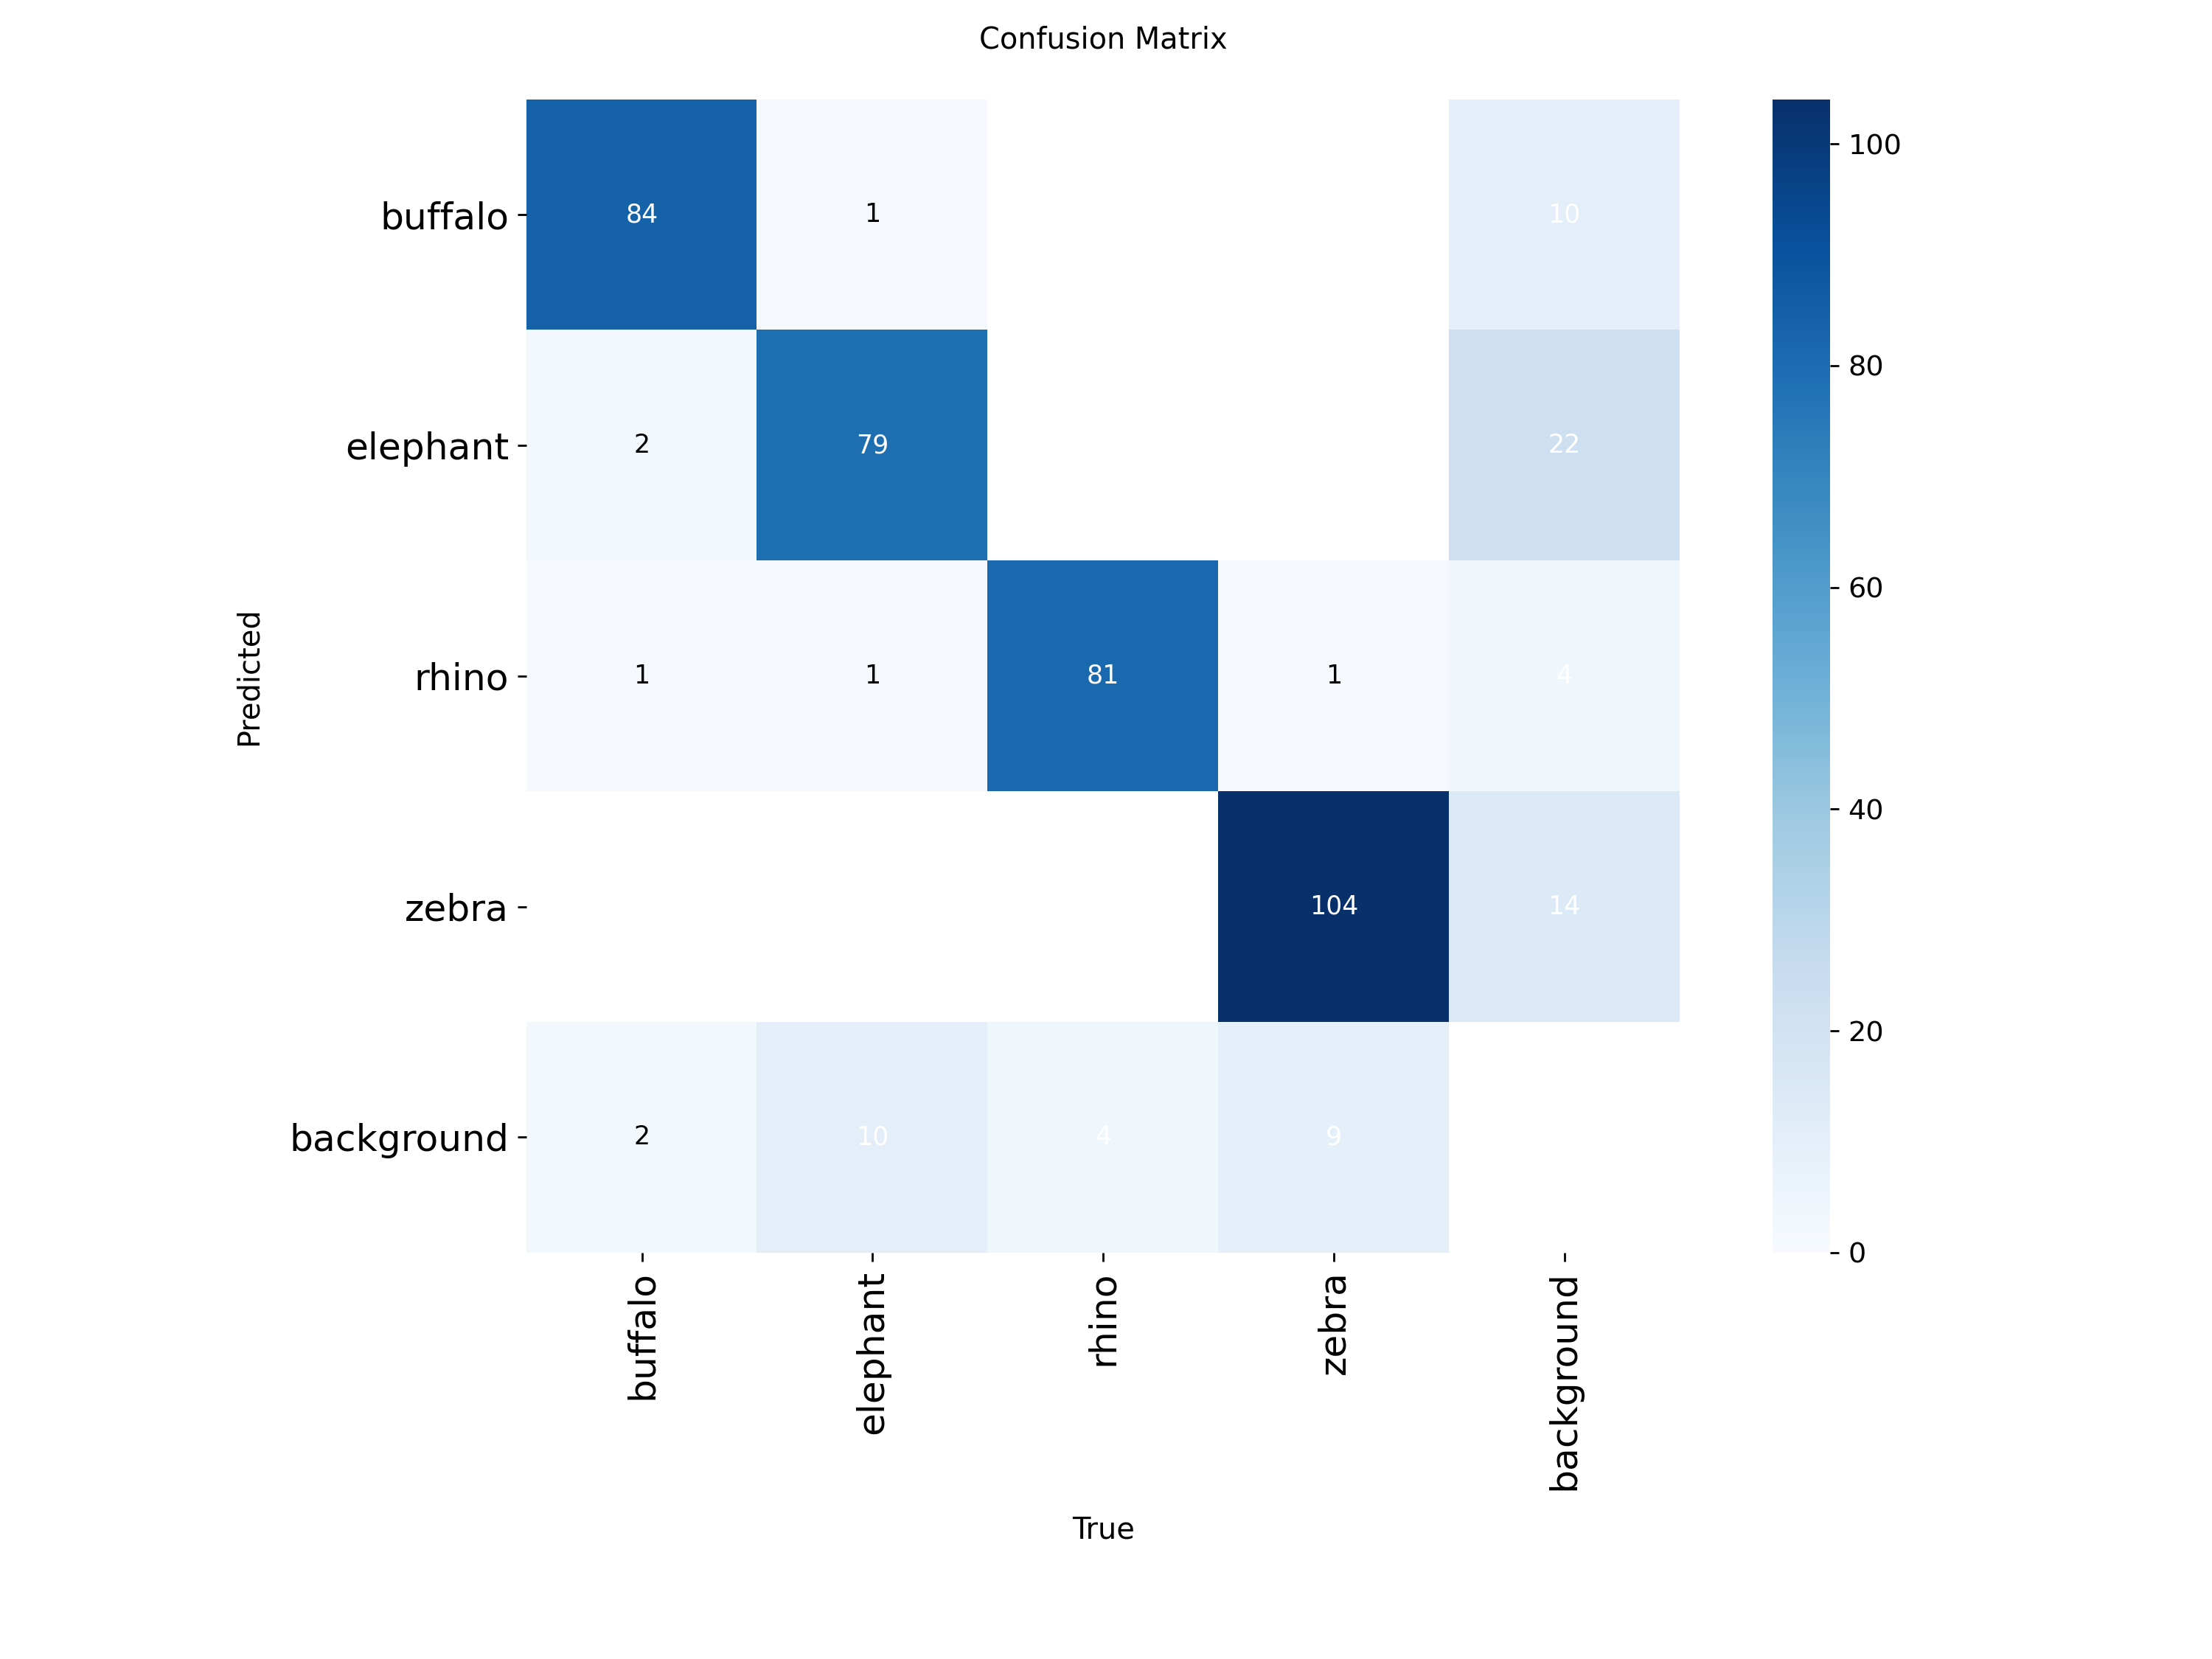 Confusion Matrix
buffalo 84 1 10
elephant 2 79 22
rhino 1 1 81 1 4
zebra 104 14
background 2 10 4 9
buffalo
elephant
rhino
zebra
background
True
Predicted
100
80
60
40
20
0